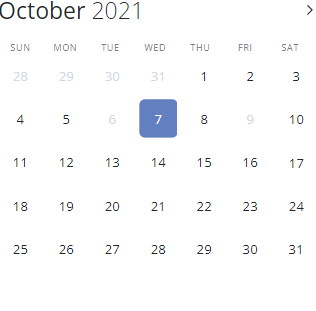 October 2021
SUN MON TUE WED THU FRI SAT
28 29 30 31 1 2 3
4 5 6 7 8 9 10
11 12 13 14 15 16 17
18 19 20 21 22 23 24
25 26 27 28 29 30 31